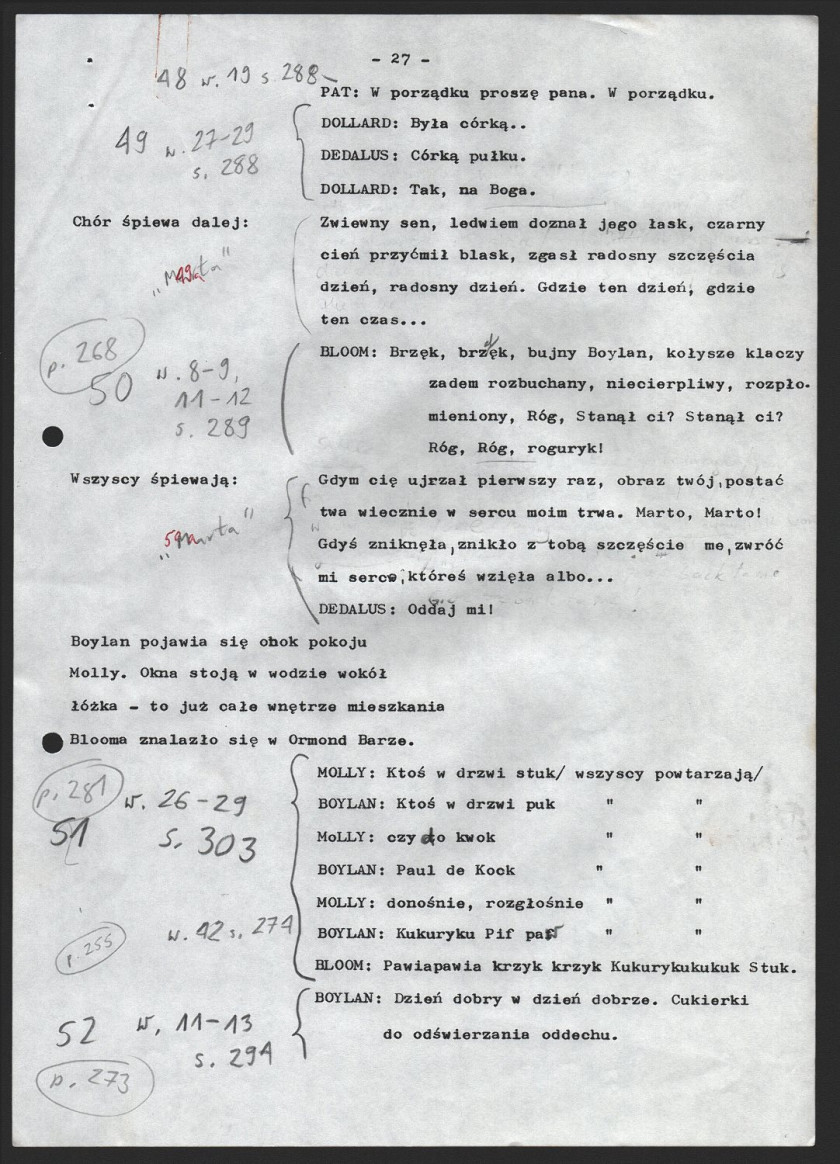 - 27 -
48 w. 19 s 288
PAT: W porządku proszę pana. W porządku.
49 w. 27-29
s. 288
DOLLARD: Była córką..
DEDALUS: Córką pułku.
DOLLARD: Tak, na Boga.
Chór śpiewa dalej:
Zwiewny sen, ledwiem doznał jego łask, czarny
cień przyćmił blask, zgasł radosny szczęścia
dzień, radosny dzień. Gdzie ten dzień, gdzie
ten czas...
"Marta"
p. 268
50 w. 8-9,
11-12
s. 289
BLOOM: Brzęk, brzęk, bujny Boylan, kołysze klaczy
zadem rozbuchany, niecierpliwy, rozpło-
mieniony, Róg, Stanął ci? Stanął ci?
Róg, Róg, roguryk!
Wszyscy śpiewają:
Gdym cię ujrzał pierwszy raz, obraz twój, postać
twa wiecznie w sercu moim trwa. Marto, Marto!
Gdyś zniknęła, znikło z tobą szczęście me, zwróć
mi serce, któreś wzięła albo...
"Marta"
DEDALUS: Oddaj mi!
Boylan pojawia się obok pokoju
Molly. Okna stoją w wodzie wokół
łóżka - to już całe wnętrze mieszkania
Blooma znalazło się w Ormond Barze.
p. 281
51 w. 26-29
s. 303
MOLLY: Ktoś w drzwi stuk/ wszyscy powtarzają/
BOYLAN: Ktoś w drzwi puk " "
MoLLY: czy to kwok " "
BOYLAN: Paul de Kock " "
MOLLY: donośnie, rozgłośnie " "
p. 255
w. 42 s. 274
BOYLAN: Kukuryku Pif paf " "
BLOOM: Pawiapawia krzyk krzyk Kukurykukukuk Stuk.
52 w, 11-13
s. 294
p. 273
BOYLAN: Dzień dobry w dzień dobrze. Cukierki
do odświerzania oddechu.